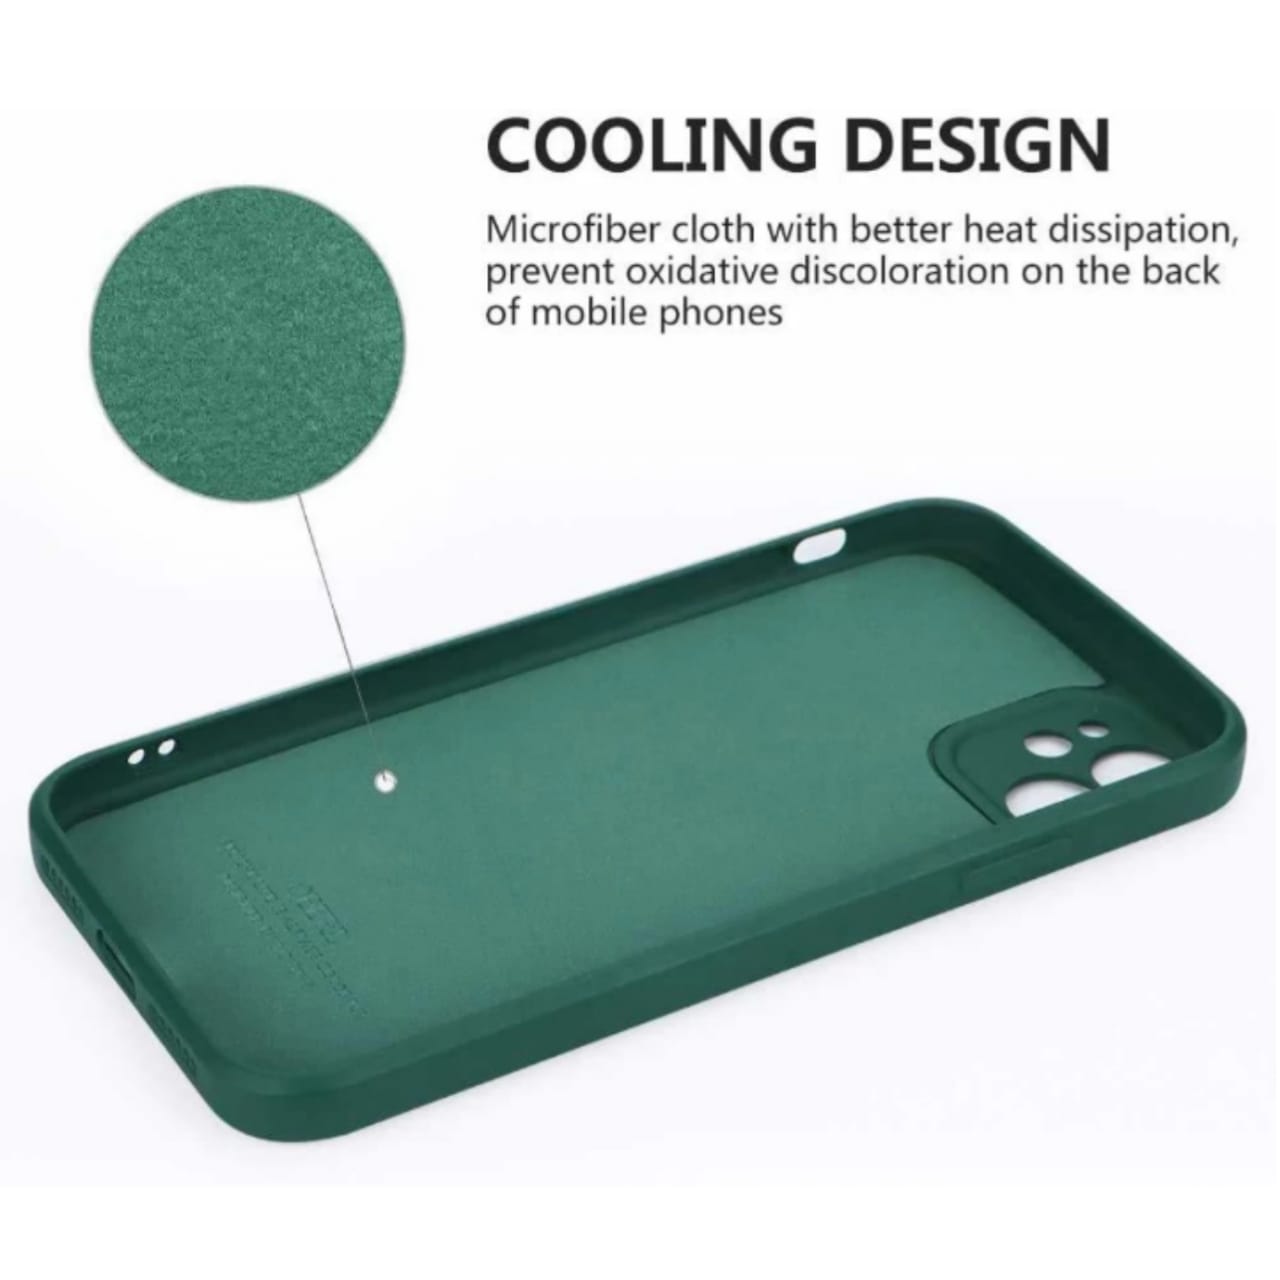 COOLING DESIGN
Microfiber cloth with better heat dissipation,
prevent oxidative discoloration on the back
of mobile phones